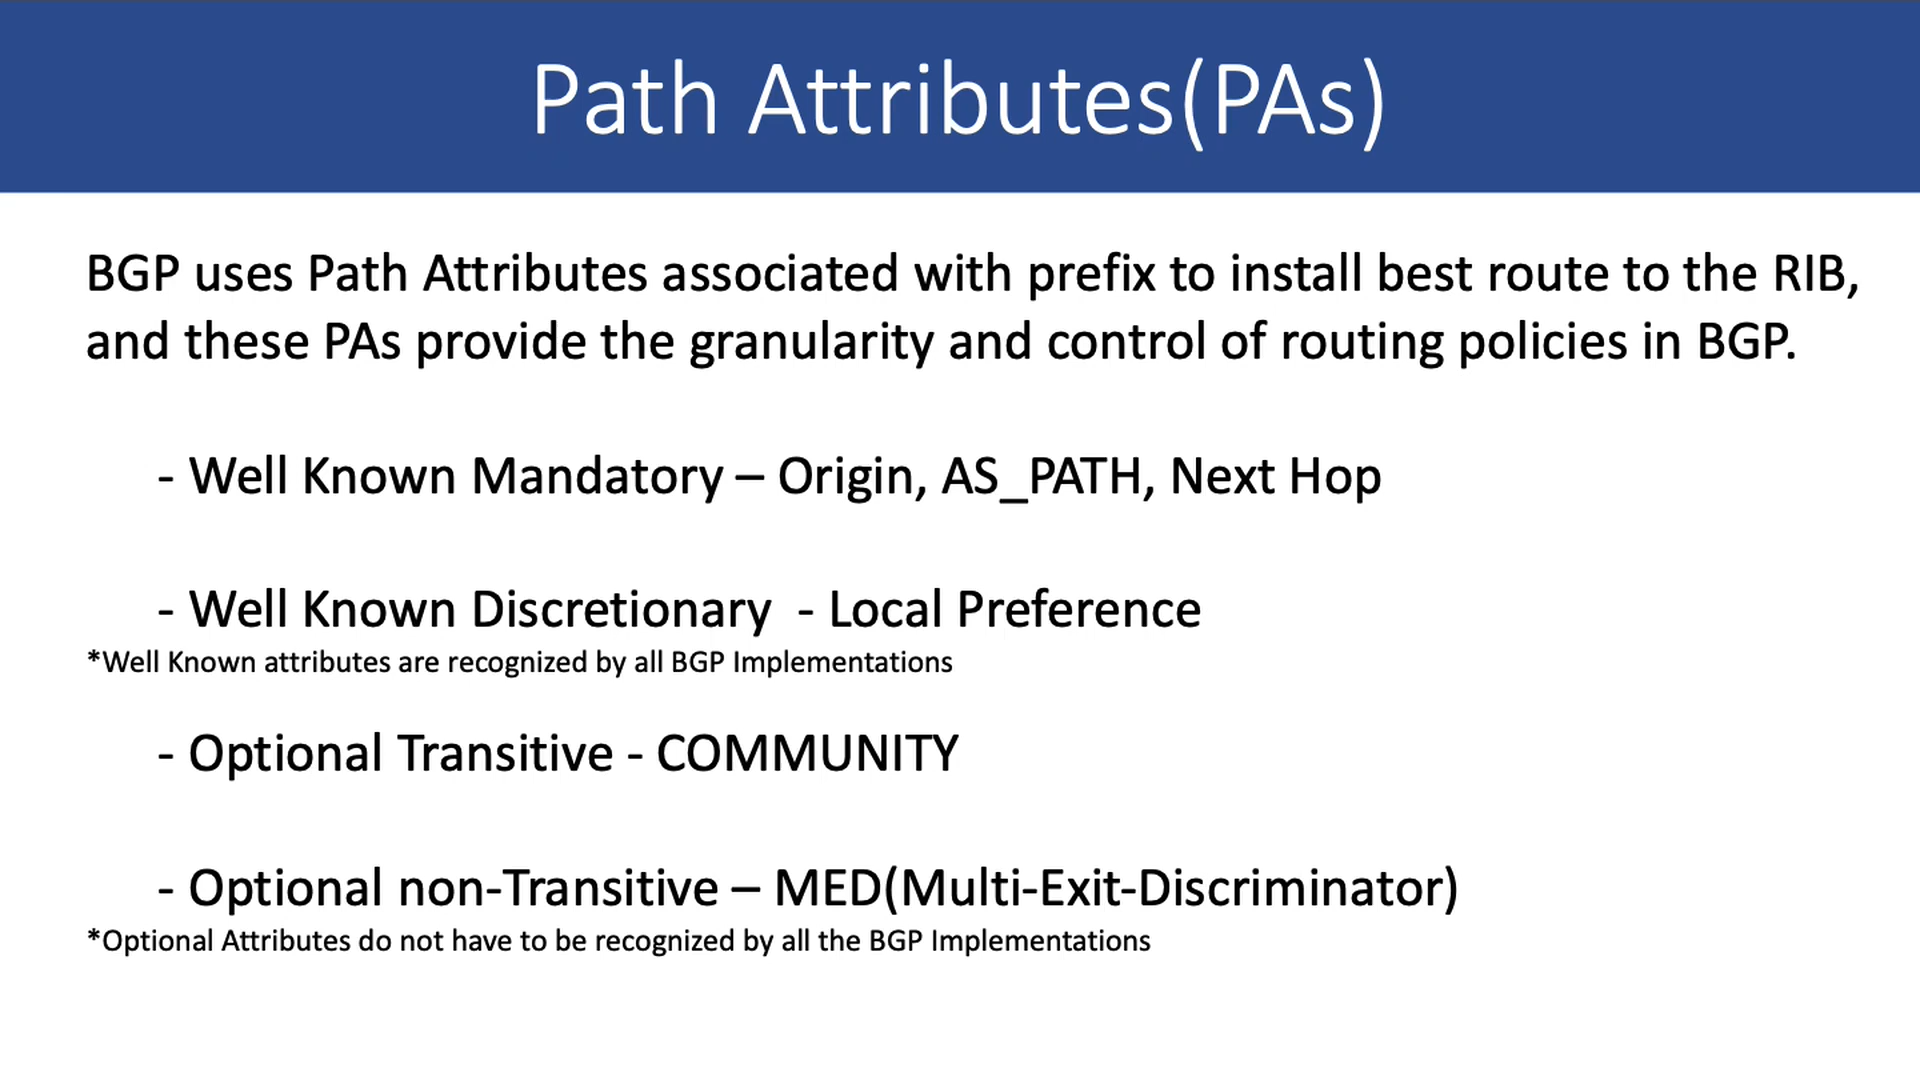 Path Attributes(PAs)
BGP uses Path Attributes associated with prefix to install best route to the RIB,
and these PAs provide the granularity and control of routing policies in BGP.
- Well Known Mandatory – Origin, AS_PATH, Next Hop
- Well Known Discretionary  - Local Preference
*Well Known attributes are recognized by all BGP Implementations
- Optional Transitive - COMMUNITY
- Optional non-Transitive – MED(Multi-Exit-Discriminator)
*Optional Attributes do not have to be recognized by all the BGP Implementations